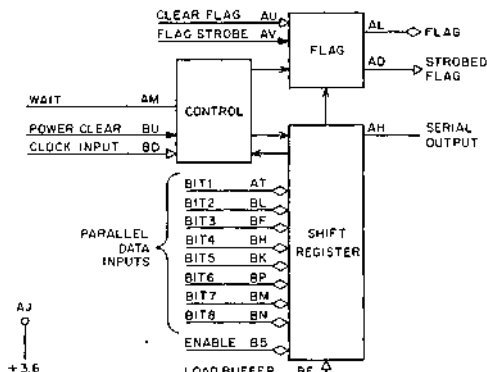 CLEAR FLAG AU
FLAG STROBE AV
FLAG
AL FLAG
AD STROBED FLAG
WAIT AM
CONTROL
POWER CLEAR BU
CLOCK INPUT BD
AH SERIAL OUTPUT
PARALLEL DATA INPUTS
BIT1 AT
BIT2 BL
BIT3 BF
BIT4 BH
BIT5 BK
BIT6 BP
BIT7 BM
BIT8 BN
SHIFT REGISTER
ENABLE BS
AJ
+3.6
LOAD BUFFER